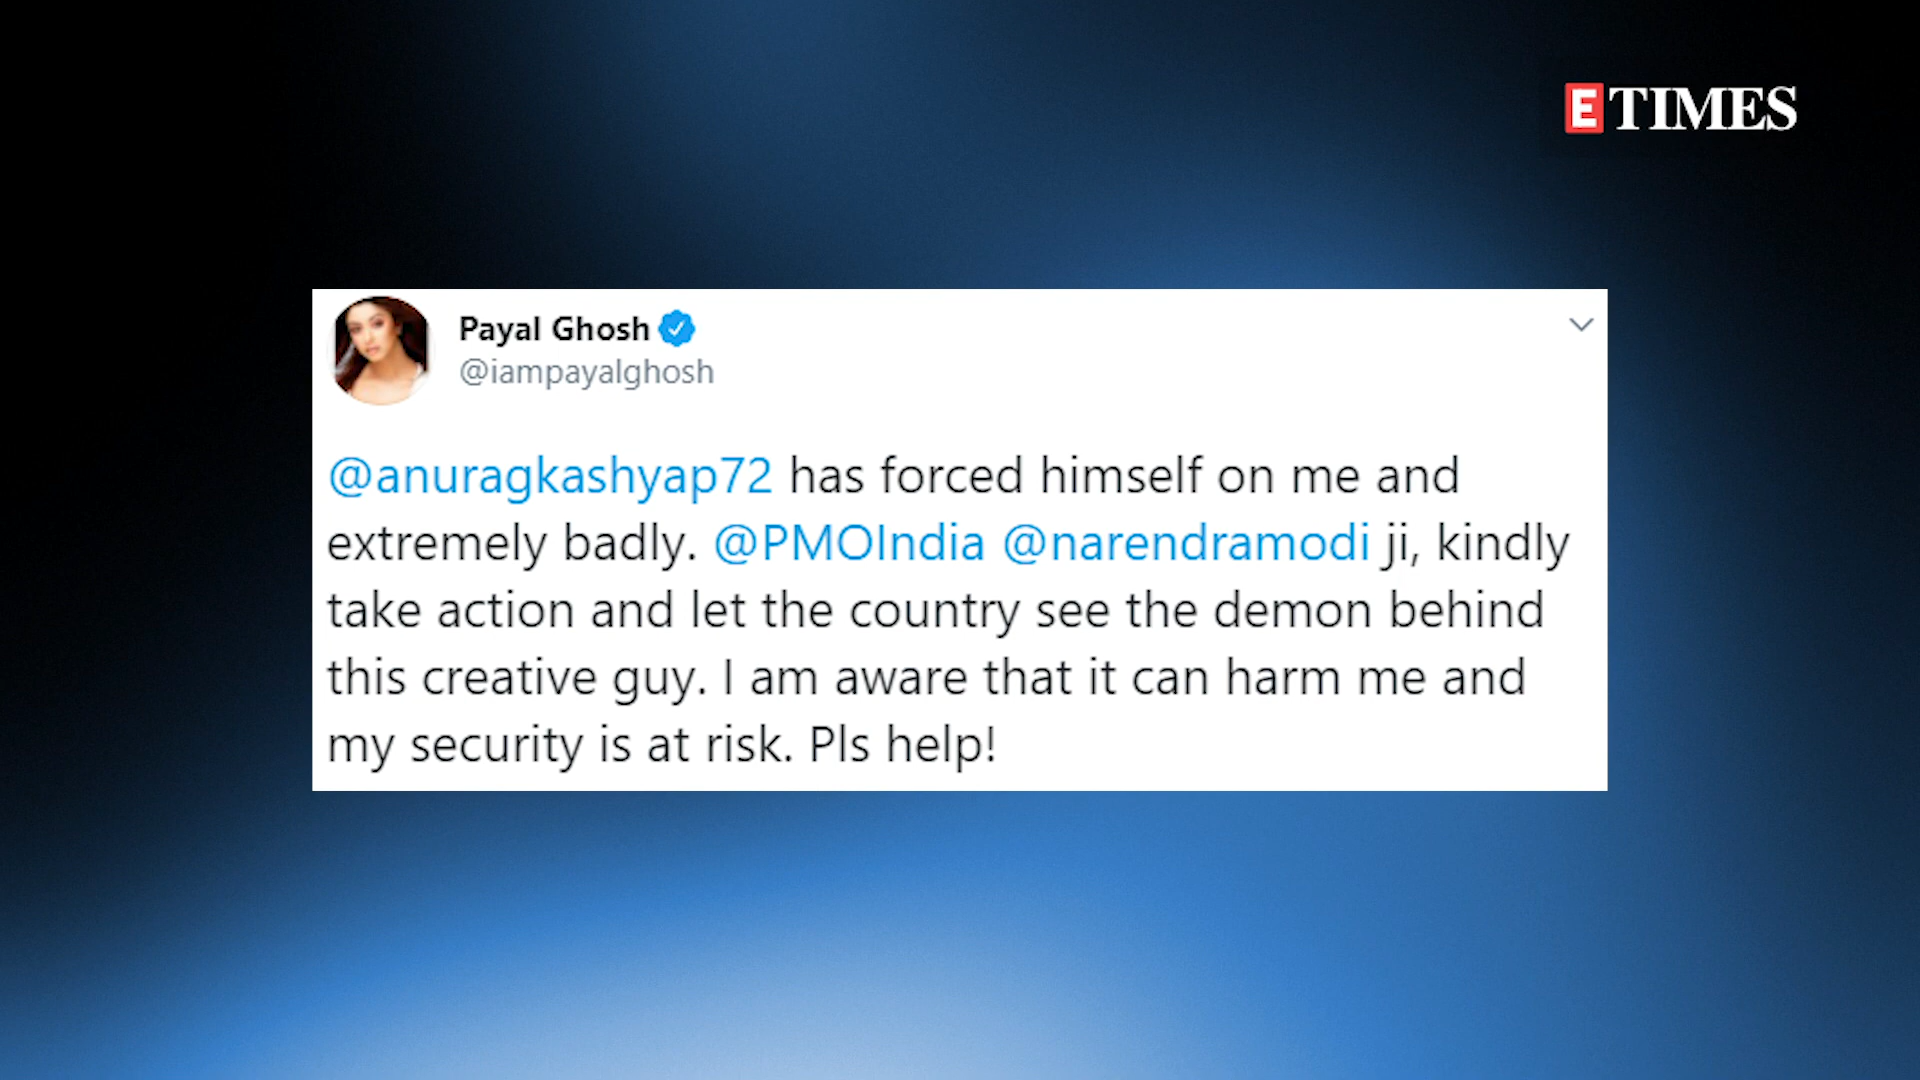 ETIMES
Payal Ghosh
@iampayalghosh
@anuragkashyap72 has forced himself on me and
extremely badly. @PMOIndia @narendramodi ji, kindly
take action and let the country see the demon behind
this creative guy. I am aware that it can harm me and
my security is at risk. Pls help!